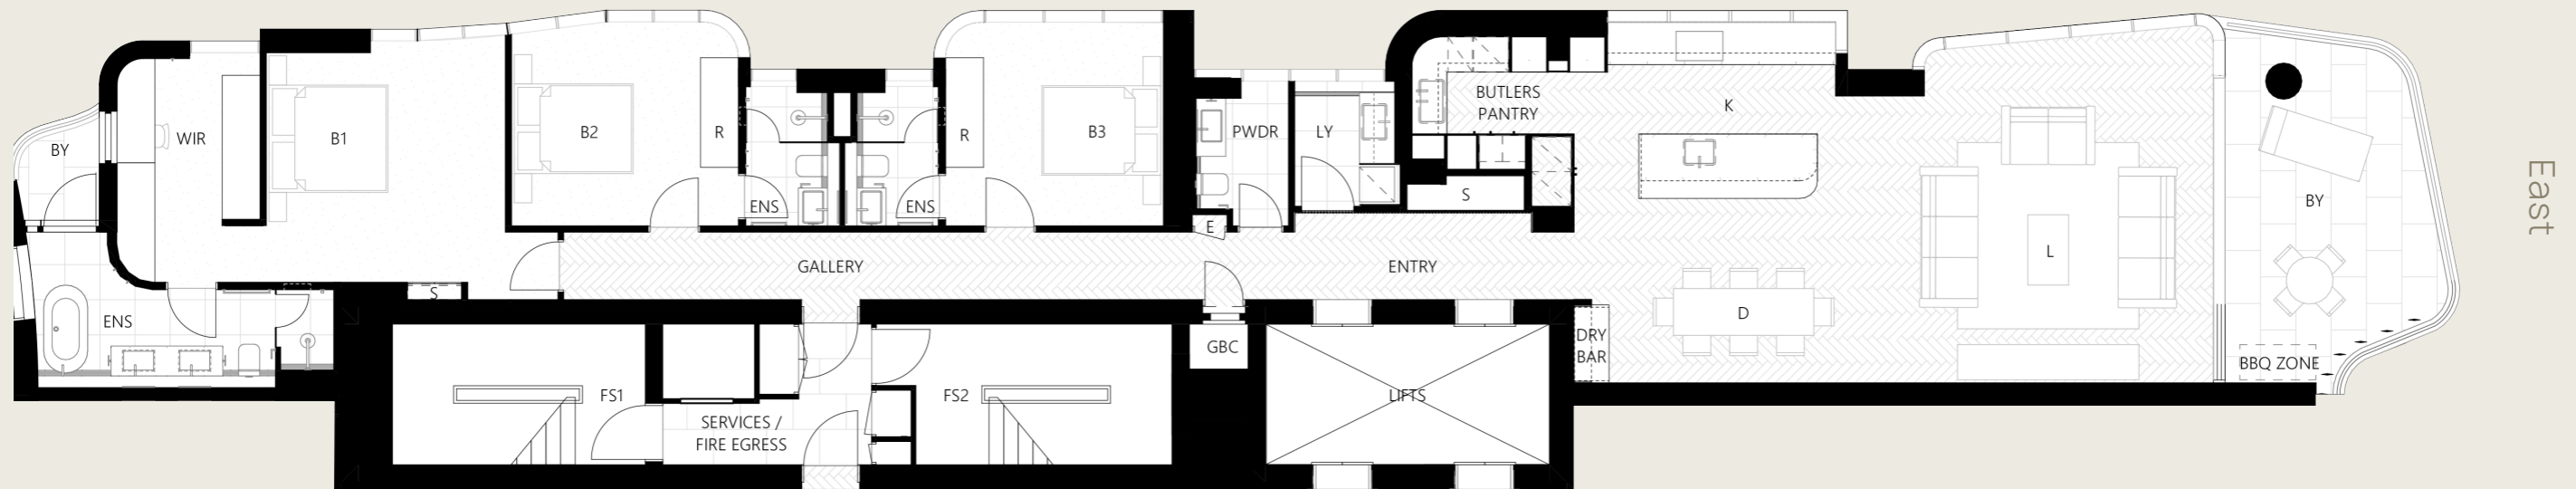 BY
WIR
B1
B2
R
ENS
ENS
R
B3
PWDR
LY
BUTLERS
PANTRY
K
S
E
GALLERY
ENTRY
L
BY
East
ENS
S
D
DRY
BAR
BBQ ZONE
FS1
SERVICES /
FIRE EGRESS
FS2
GBC
LIFTS